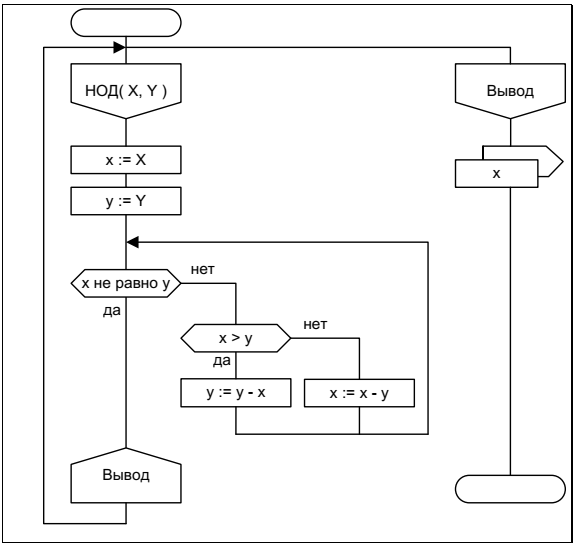 НОД( X, Y )
Вывод
x := X
x
y := Y
x не равно y
нет
да
x > y
нет
да
y := y - x
x := x - y
Вывод